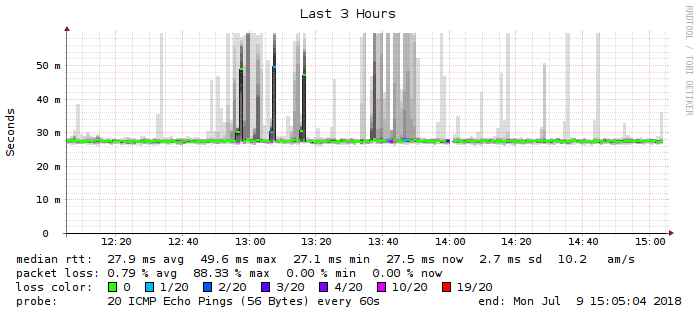 Last 3 Hours
RRDTOOL / TOBI OETIKER
Seconds
50 m
40 m
30 m
20 m
10 m
0
12:20 12:40 13:00 13:20 13:40 14:00 14:20 14:40 15:00
median rtt: 27.9 ms avg 49.6 ms max 27.1 ms min 27.5 ms now 2.7 ms sd 10.2 am/s
packet loss: 0.79 % avg 88.33 % max 0.00 % min 0.00 % now
loss color: 0 1/20 2/20 3/20 4/20 10/20 19/20
probe: 20 ICMP Echo Pings (56 Bytes) every 60s end: Mon Jul 9 15:05:04 2018